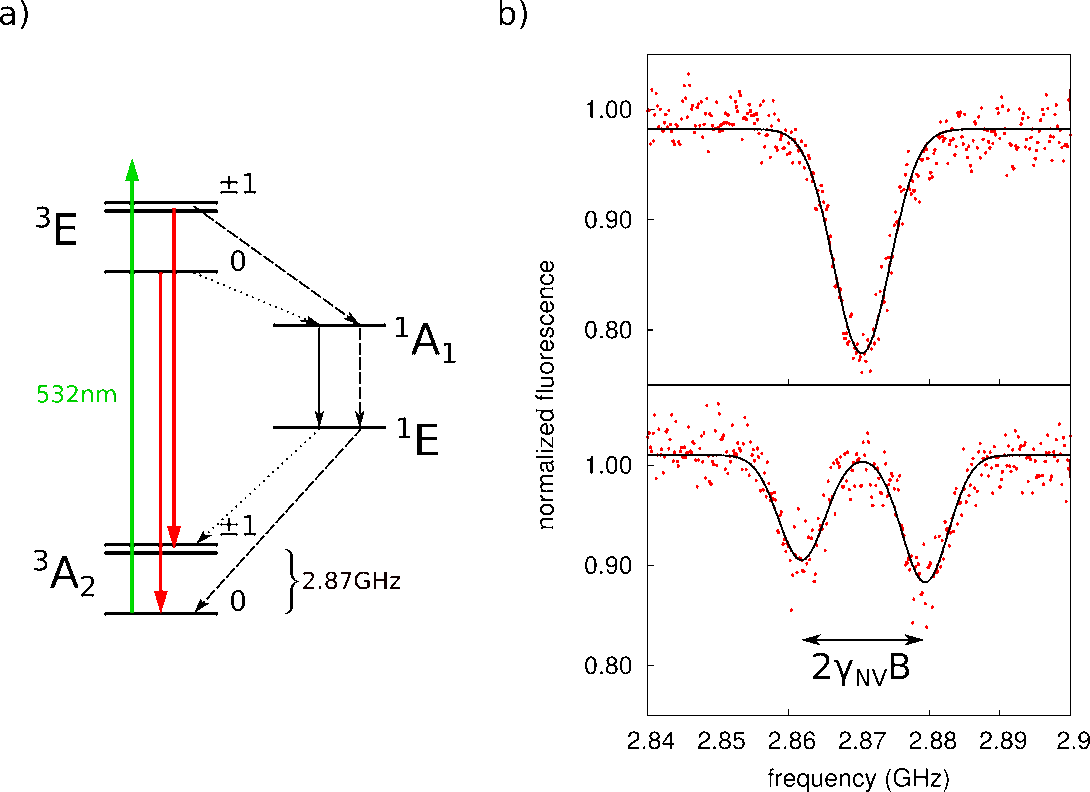 a)
±1
³E
0
¹A₁
532nm
¹E
±1
³A₂
2.87GHz
0
b)
1.00
0.90
0.80
1.00
0.90
0.80
normalized fluorescence
2γNVB
2.84 2.85 2.86 2.87 2.88 2.89 2.9
frequency (GHz)